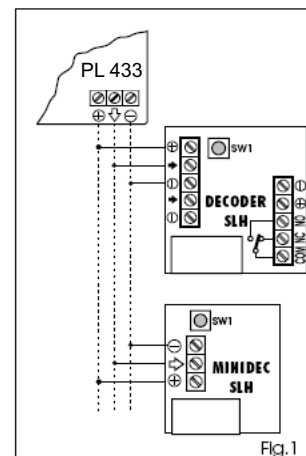 PL 433
SW1
DECODER
SLH
COM NC NO
SW1
MINIDEC
SLH
Fig.1